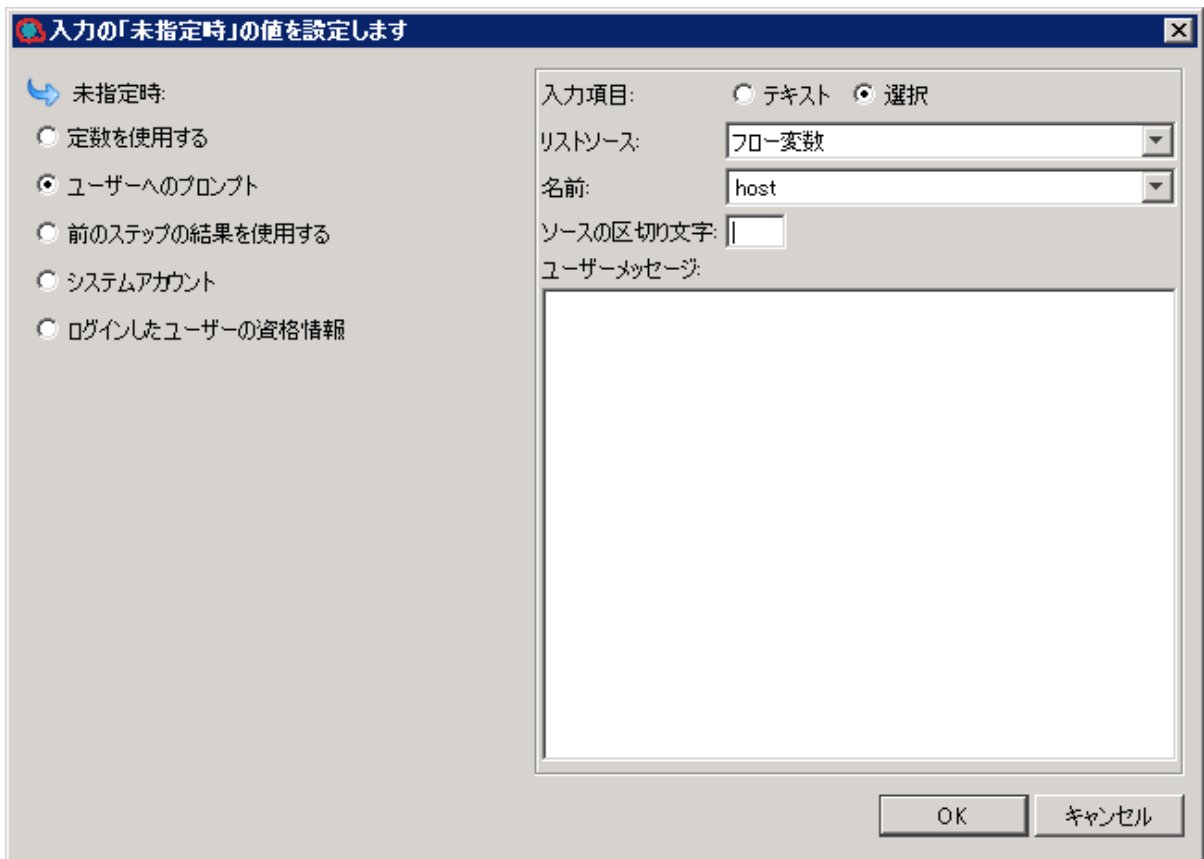 入力の「未指定時」の値を設定します
未指定時:
定数を使用する
ユーザーへのプロンプト
前のステップの結果を使用する
システムアカウント
ログインしたユーザーの資格情報
入力項目: テキスト 選択
リストソース: フロー変数
名前: host
ソースの区切り文字:
ユーザーメッセージ:
OK キャンセル